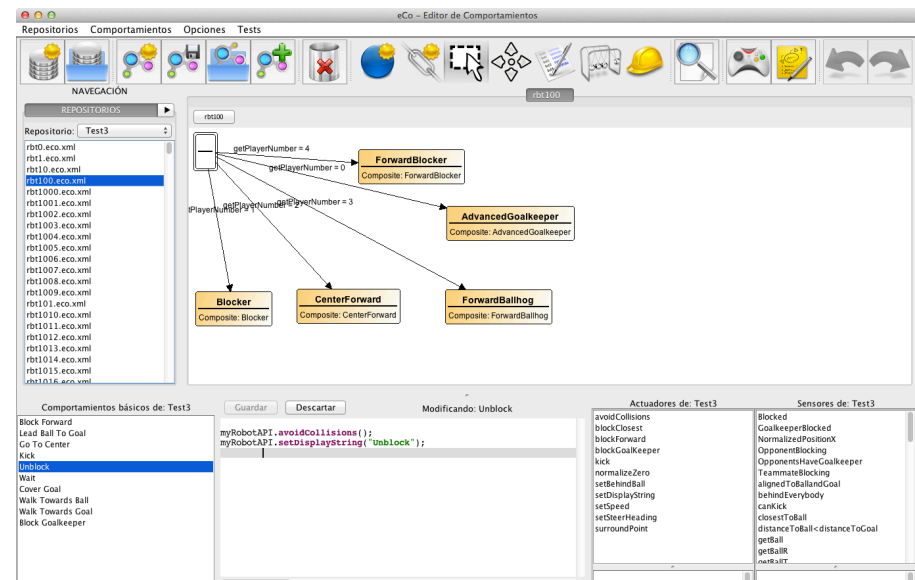 eCo – Editor de Comportamientos
Repositorios Comportamientos Opciones Tests
NAVEGACIÓN
REPOSITORIOS
Repositorio: Test3
rbt0.eco.xml
rbt1.eco.xml
rbt10.eco.xml
rbt100.eco.xml
rbt1000.eco.xml
rbt1001.eco.xml
rbt1002.eco.xml
rbt1003.eco.xml
rbt1004.eco.xml
rbt1005.eco.xml
rbt1006.eco.xml
rbt1007.eco.xml
rbt1008.eco.xml
rbt1009.eco.xml
rbt101.eco.xml
rbt1010.eco.xml
rbt1011.eco.xml
rbt1012.eco.xml
rbt1013.eco.xml
rbt1014.eco.xml
rbt1015.eco.xml
rbt1016.eco.xml
rbt100
rbt100
getPlayerNumber = 4
getPlayerNumber = 0
getPlayerNumber = 3
getPlayerNumber = 2
tPlayerNumber = 1
ForwardBlocker
Composite: ForwardBlocker
AdvancedGoalkeeper
Composite: AdvancedGoalkeeper
Blocker
Composite: Blocker
CenterForward
Composite: CenterForward
ForwardBallhog
Composite: ForwardBallhog
Comportamientos básicos de: Test3
Block Forward
Lead Ball To Goal
Go To Center
Kick
Unblock
Wait
Cover Goal
Walk Towards Ball
Walk Towards Goal
Block Goalkeeper
Guardar Descartar Modificando: Unblock
myRobotAPI.avoidCollisions();
myRobotAPI.setDisplayString("Unblock");
Actuadores de: Test3
avoidCollisions
blockClosest
blockForward
blockGoalKeeper
kick
normalizeZero
setBehindBall
setDisplayString
setSpeed
setSteerHeading
surroundPoint
Sensores de: Test3
Blocked
GoalkeeperBlocked
NormalizedPositionX
OpponentBlocking
OpponentsHaveGoalkeeper
TeammateBlocking
alignedToBallandGoal
behindEverybody
canKick
closestToBall
distanceToBall<distanceToGoal
getBall
getBallR
getBallT